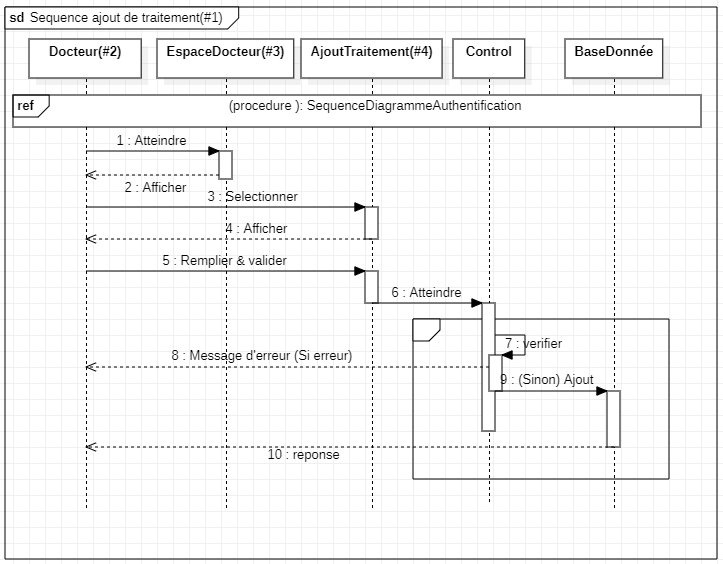 sd Sequence ajout de traitement(#1)
Docteur(#2) EspaceDocteur(#3) AjoutTraitement(#4) Control BaseDonnée
ref (procedure ): SequenceDiagrammeAuthentification
1 : Atteindre
2 : Afficher
3 : Selectionner
4 : Afficher
5 : Remplier & valider
6 : Atteindre
7 : verifier
8 : Message d'erreur (Si erreur)
9 : (Sinon) Ajout
10 : reponse